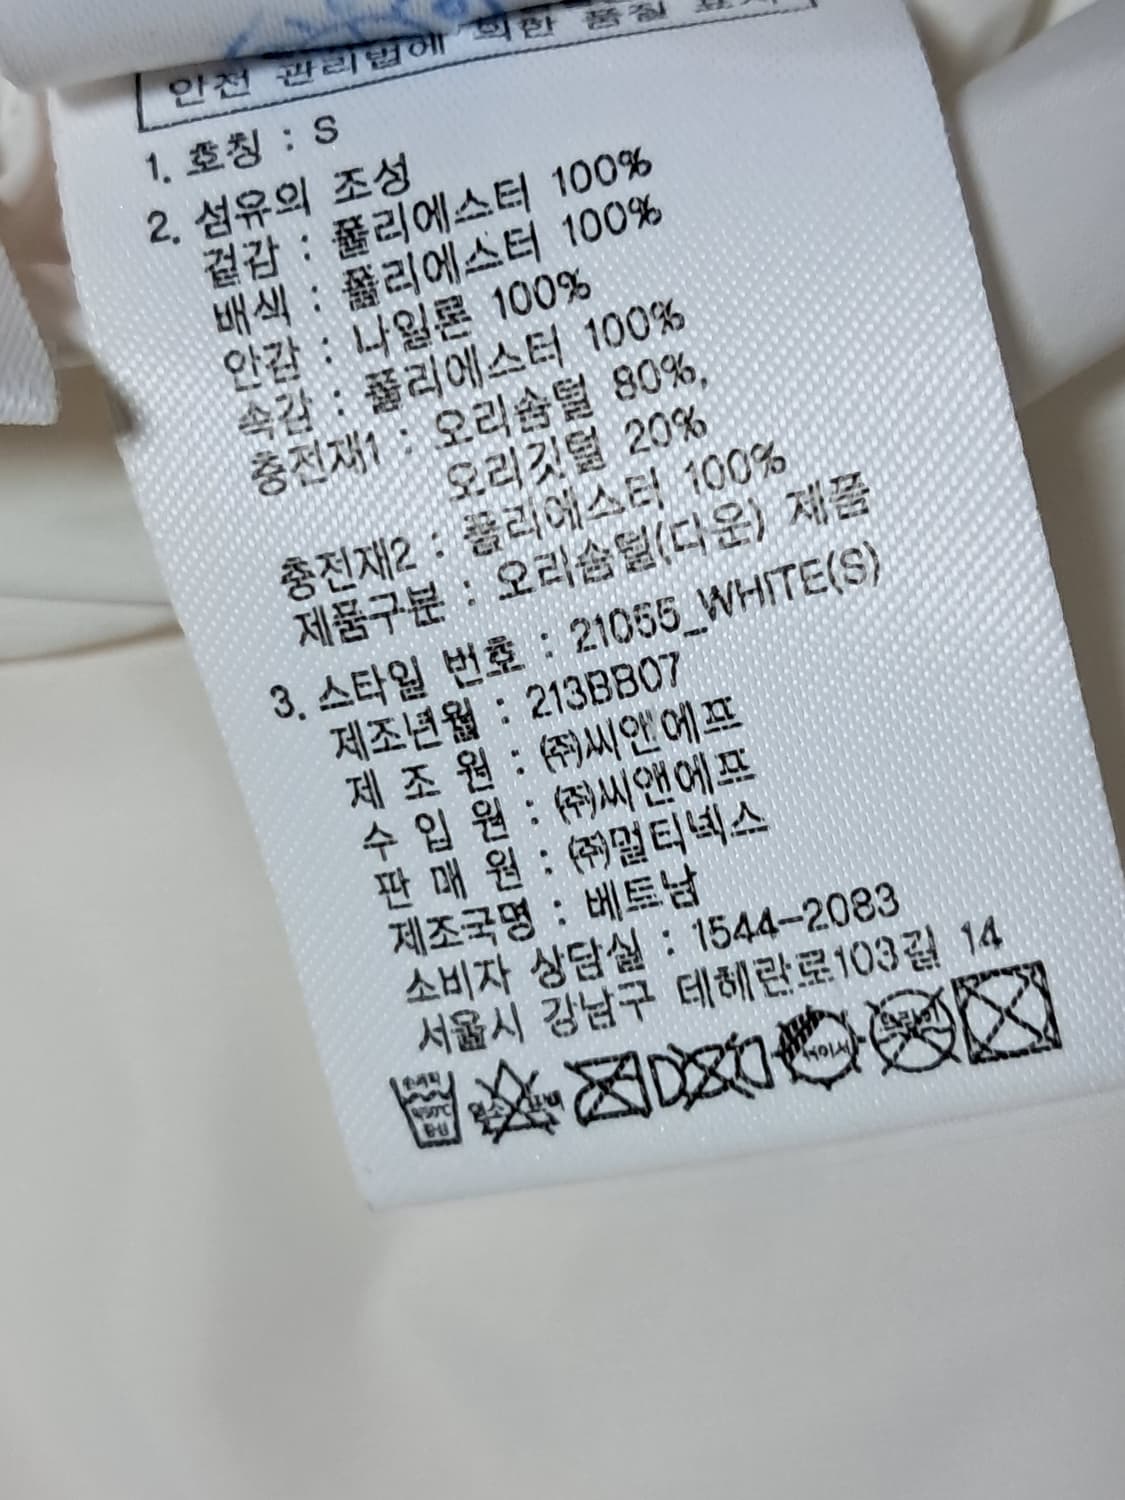 안전 관리법에 의한 품질 표시
1. 호칭 : S
2. 섬유의 조성
겉감 : 폴리에스터 100%
배색 : 폴리에스터 100%
안감 : 나일론 100%
속감 : 폴리에스터 100%
충전재1 : 오리솜털 80%,
오리깃털 20%
충전재2 : 폴리에스터 100%
제품구분 : 오리솜털(다운) 제품
3. 스타일 번호 : 21055_WHITE(S)
제조년월 : 213BB07
제 조 원 : (주)씨앤에프
수 입 원 : (주)씨앤에프
판 매 원 : (주)멀티넥스
제조국명 : 베트남
소비자 상담실 : 1544-2083
서울시 강남구 테헤란로103길 14
드라이